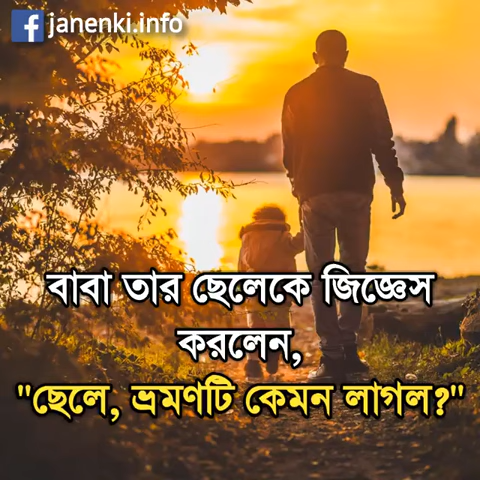 janenki.info
বাবা তার ছেলেকে জিজ্ঞেস
করলেন,
"ছেলে, ভ্রমণটি কেমন লাগল?"